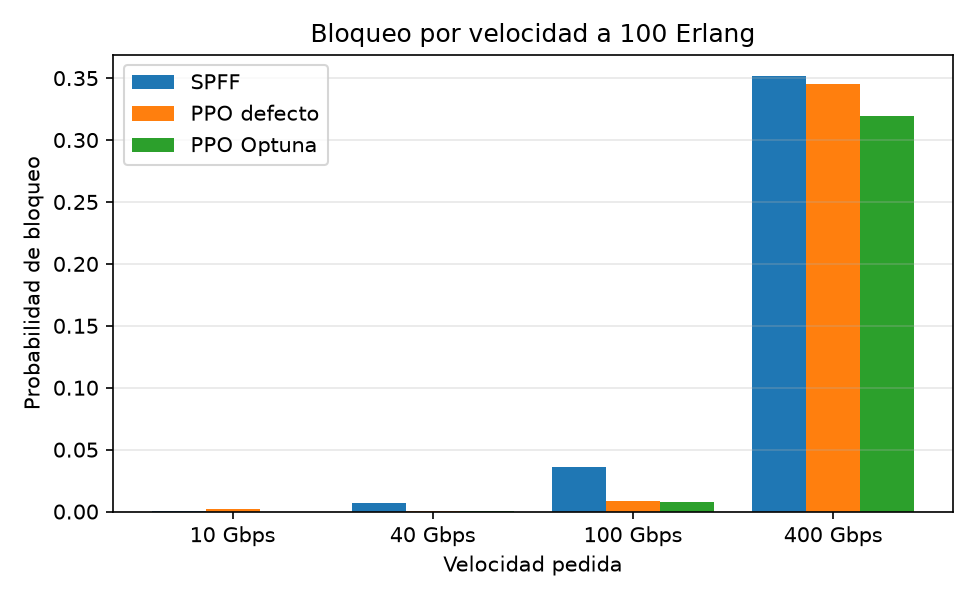 Bloqueo por velocidad a 100 Erlang
SPFF
PPO defecto
PPO Optuna
Probabilidad de bloqueo
0.35
0.30
0.25
0.20
0.15
0.10
0.05
0.00
10 Gbps
40 Gbps
100 Gbps
400 Gbps
Velocidad pedida